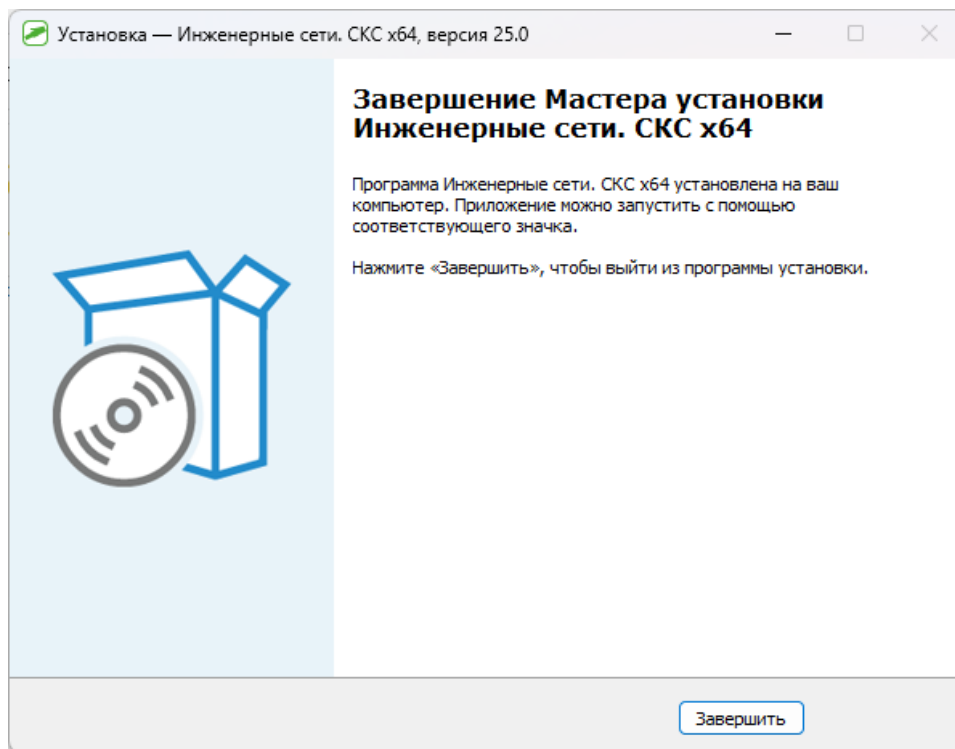 Установка — Инженерные сети. СКС x64, версия 25.0
Завершение Мастера установки
Инженерные сети. СКС x64
Программа Инженерные сети. СКС x64 установлена на ваш
компьютер. Приложение можно запустить с помощью
соответствующего значка.
Нажмите «Завершить», чтобы выйти из программы установки.
Завершить